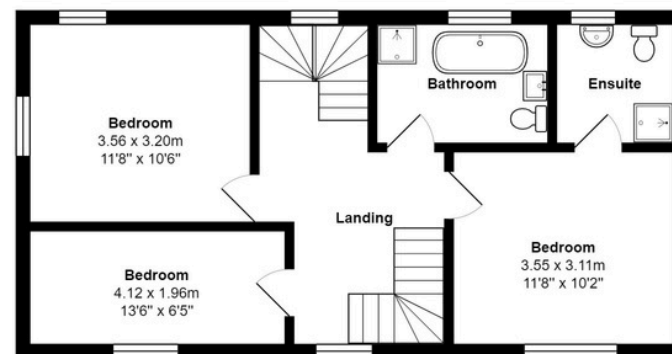 Bathroom
Ensuite
Bedroom
3.56 x 3.20m
11'8" x 10'6"
Landing
Bedroom
3.55 x 3.11m
11'8" x 10'2"
Bedroom
4.12 x 1.96m
13'6" x 6'5"